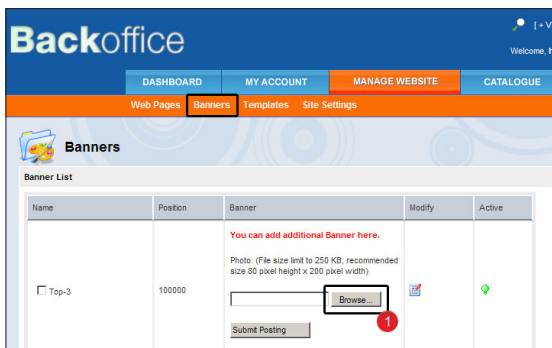 Backoffice
[+V
Welcome, h
DASHBOARD MY ACCOUNT MANAGE WEBSITE CATALOGUE
Web Pages Banners Templates Site Settings
Banners
Banner List
Name Position Banner Modify Active
You can add additional Banner here.
Photo: (File size limit to 250 KB, recommended
size 80 pixel height x 200 pixel width)
Top-3 100000
Browse...
1
Submit Posting